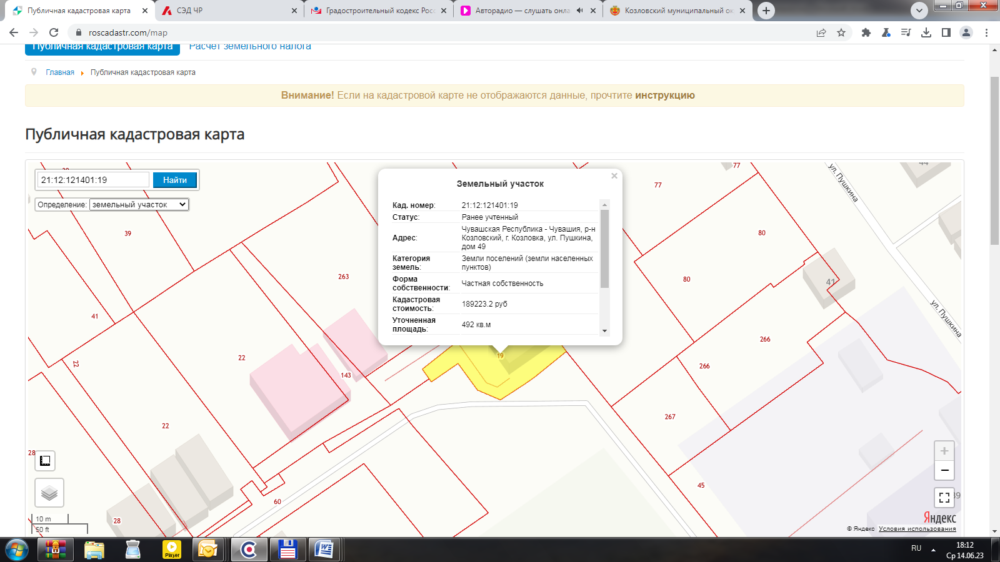 Публичная кадастровая карта
СЭД ЧР
Градостроительный кодекс Рос
Авторадио — слушать онла
Козловский муниципальный ок
roscadastr.com/map
Публичная кадастровая карта
Расчет земельного налога
Главная
Публичная кадастровая карта
Внимание! Если на кадастровой карте не отображаются данные, прочтите инструкцию
Публичная кадастровая карта
21:12:121401:19
Найти
Определение:
земельный участок
Земельный участок
Кад. номер: 21:12:121401:19
Статус: Ранее учтенный
Адрес: Чувашская Республика - Чувашия, р-н
Козловский, г. Козловка, ул. Пушкина,
дом 49
Категория земель: Земли поселений (земли населенных
пунктов)
Форма собственности: Частная собственность
Кадастровая стоимость: 189223.2 руб
Уточненная площадь: 492 кв.м
39
39
41
22
22
22
263
143
19
77
77
44
80
80
41
266
266
267
45
28
28
60
39
ул. Пушкина
ул. Пушкина
10 m
50 ft
Яндекс
© Яндекс Условия использования
Player
RU
18:12
Ср 14.06.23